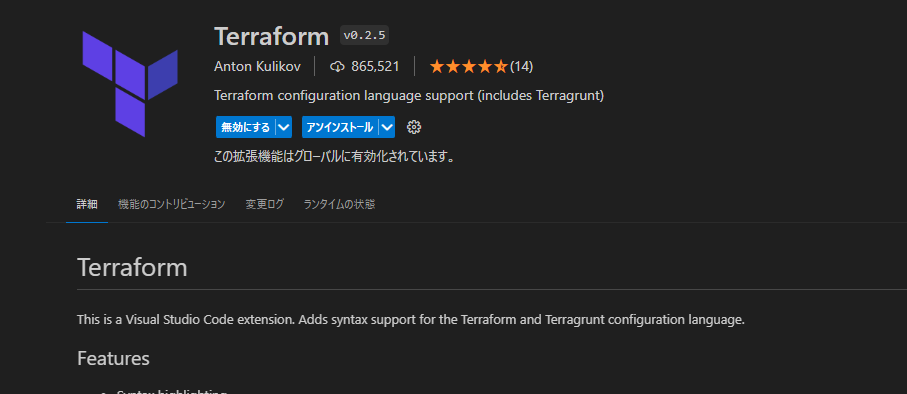 Terraform v0.2.5
Anton Kulikov 865,521 (14)
Terraform configuration language support (includes Terragrunt)
無効にする アンインストール
この拡張機能はグローバルに有効化されています。
詳細 機能のコントリビューション 変更ログ ランタイムの状態
Terraform
This is a Visual Studio Code extension. Adds syntax support for the Terraform and Terragrunt configuration language.
Features
Syntax highlighting